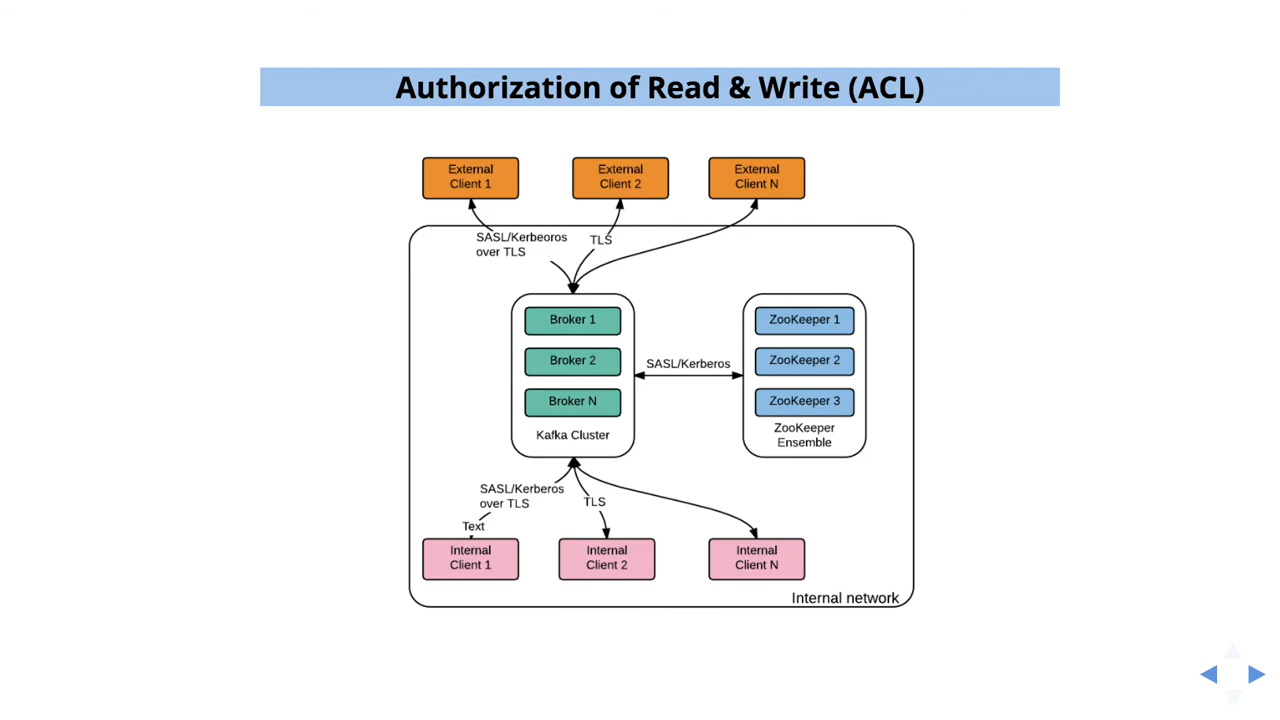 Authorization of Read & Write (ACL)
External
Client 1
External
Client 2
External
Client N
SASL/Kerbeoros
over TLS
TLS
Broker 1
Broker 2
Broker N
Kafka Cluster
SASL/Kerberos
ZooKeeper 1
ZooKeeper 2
ZooKeeper 3
ZooKeeper
Ensemble
SASL/Kerberos
over TLS
TLS
Text
Internal
Client 1
Internal
Client 2
Internal
Client N
Internal network